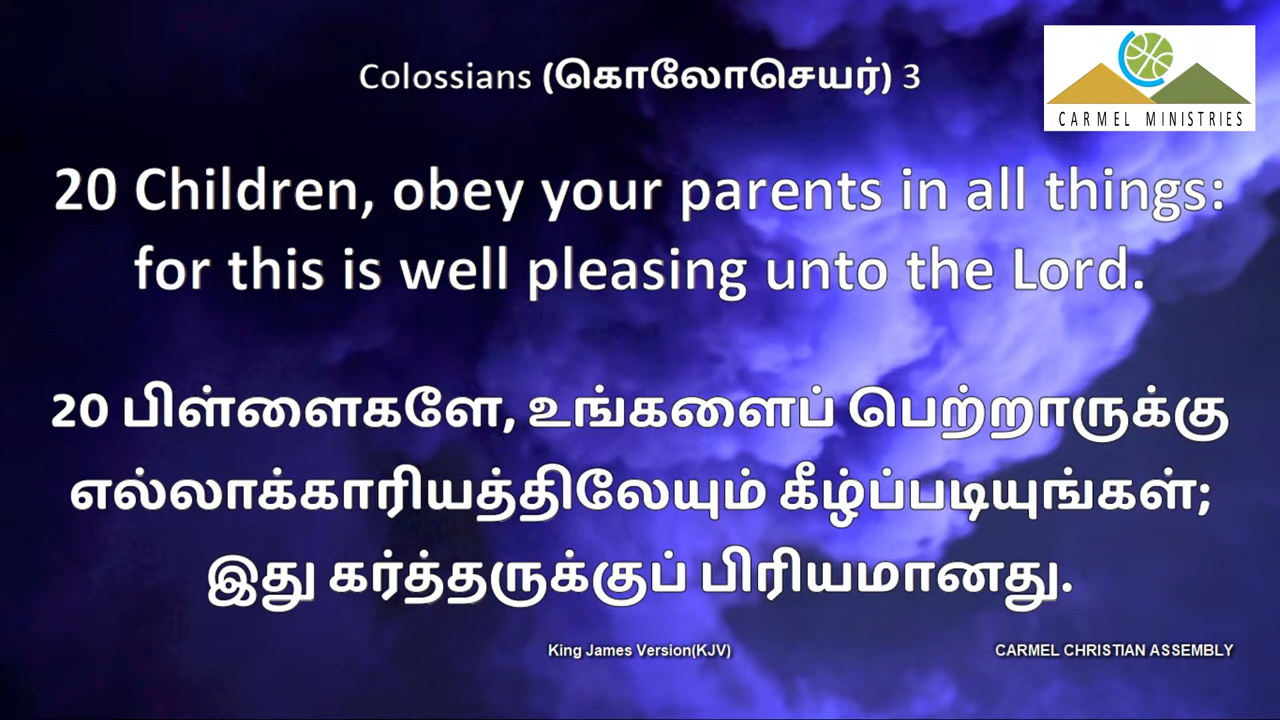 Colossians (கொலோசெயர்) 3
CARMEL MINISTRIES
20 Children, obey your parents in all things:
for this is well pleasing unto the Lord.
20 பிள்ளைகளே, உங்களைப் பெற்றாருக்கு
எல்லாக்காரியத்திலேயும் கீழ்ப்படியுங்கள்;
இது கர்த்தருக்குப் பிரியமானது.
King James Version(KJV)
CARMEL CHRISTIAN ASSEMBLY